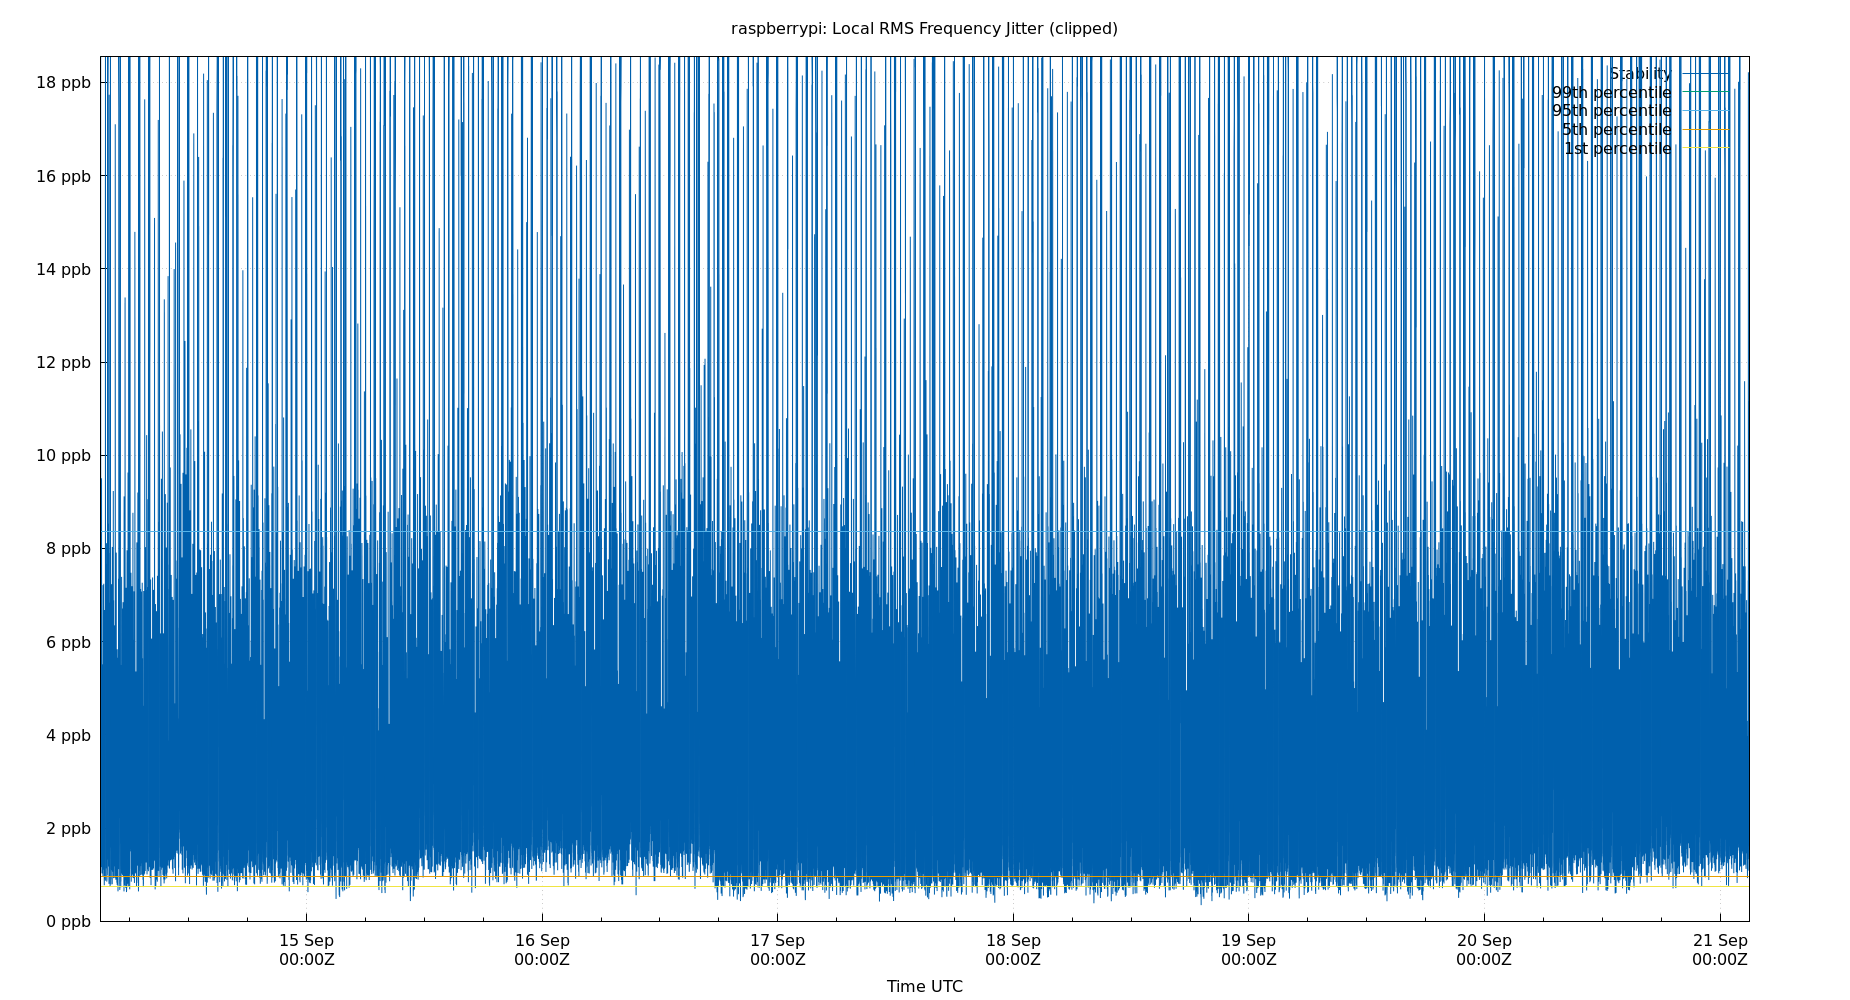 raspberrypi: Local RMS Frequency Jitter (clipped)
18 ppb
16 ppb
14 ppb
12 ppb
10 ppb
8 ppb
6 ppb
4 ppb
2 ppb
0 ppb
Stability
99th percentile
95th percentile
5th percentile
1st percentile
15 Sep 16 Sep 17 Sep 18 Sep 19 Sep 20 Sep 21 Sep
00:00Z 00:00Z 00:00Z 00:00Z 00:00Z 00:00Z 00:00Z
Time UTC